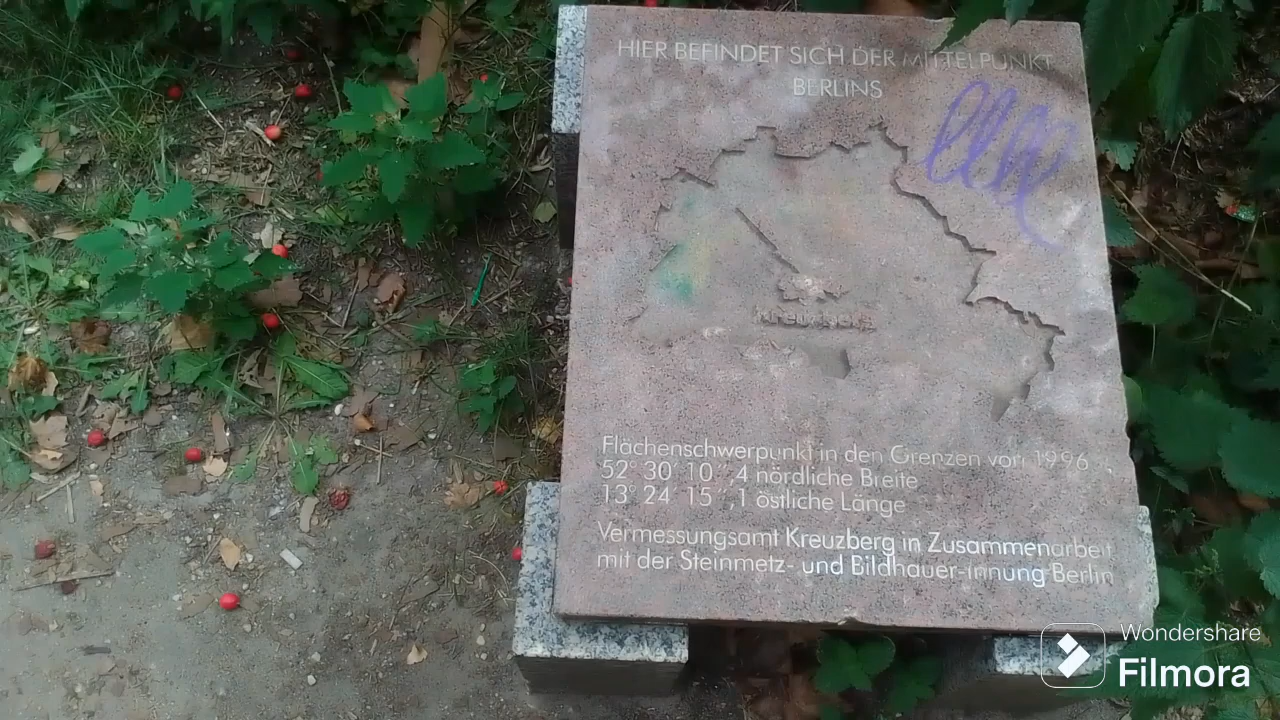 HIER BEFINDET SICH DER MITTELPUNKT
BERLINS
Kreuzberg
Flächenschwerpunkt in den Grenzen von 1996
52° 30' 10",4 nördliche Breite
13° 24' 15",1 östliche Länge
Vermessungsamt Kreuzberg in Zusammenarbeit
mit der Steinmetz- und Bildhauer-innung Berlin
Wondershare
Filmora